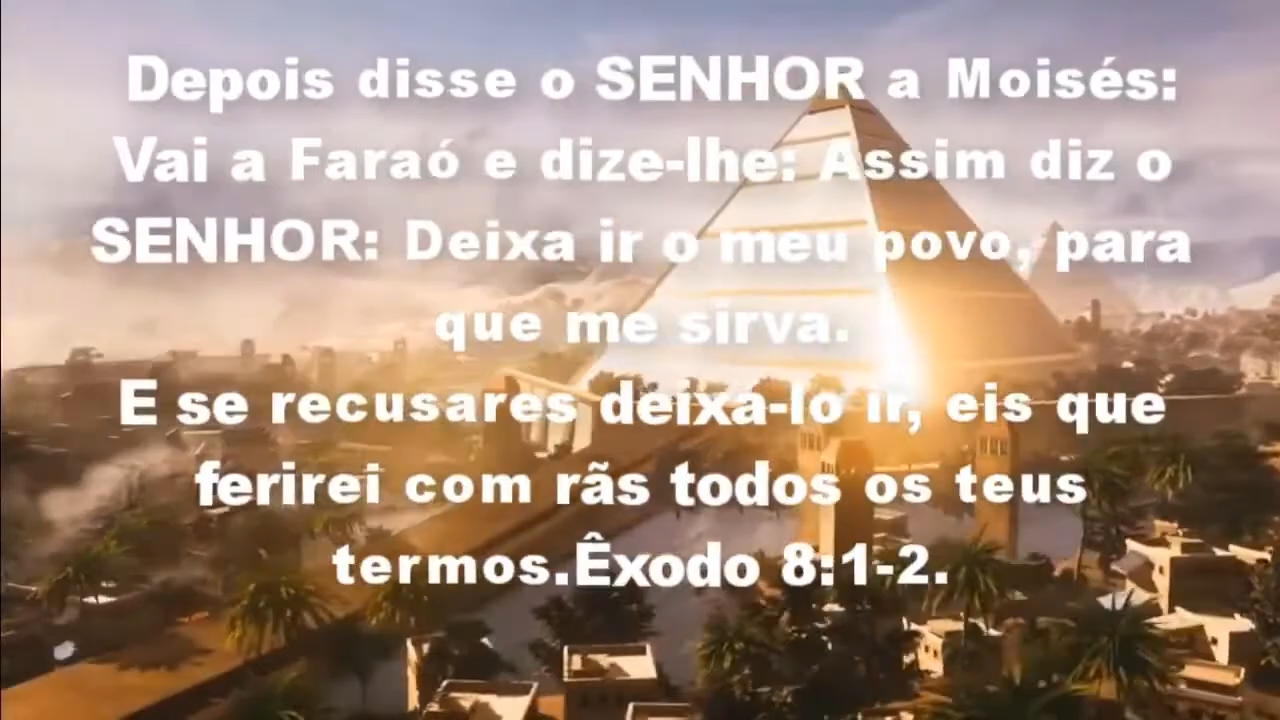 Depois disse o SENHOR a Moisés:
Vai a Faraó e dize-lhe: Assim diz o
SENHOR: Deixa ir o meu povo, para
que me sirva.
E se recusares deixá-lo ir, eis que
ferirei com rãs todos os teus
termos.Êxodo 8:1-2.